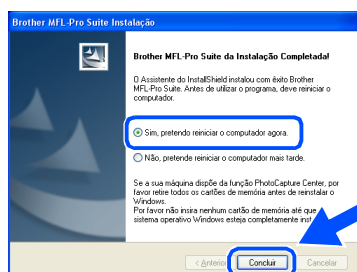 Brother MFL-Pro Suite Instalação
Brother MFL-Pro Suite da Instalação Completada!
O Assistente do InstallShield instalou com êxito Brother
MFL-Pro Suite. Antes de utilizar o programa, deve reiniciar o
computador.
Sim, pretendo reiniciar o computador agora.
Não, pretende reiniciar o computador mais tarde.
Se a sua máquina dispõe da função PhotoCapture Center, por
favor retire todos os cartões de memória antes de reinstalar o
Windows.
Por favor não insira nenhum cartão de memória até que
sistema operativo Windows esteja completamente
< Anterior
Concluir
Cancelar